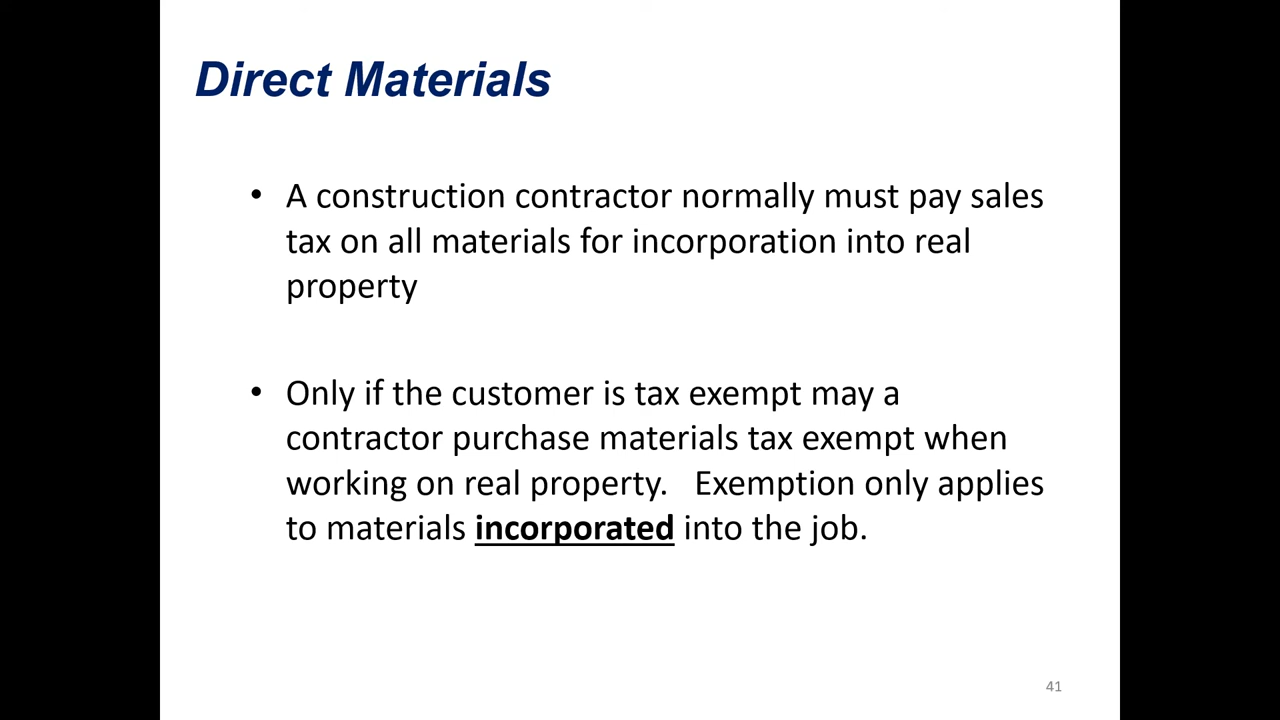 Direct Materials
• A construction contractor normally must pay sales
tax on all materials for incorporation into real
property
• Only if the customer is tax exempt may a
contractor purchase materials tax exempt when
working on real property.   Exemption only applies
to materials incorporated into the job.
41